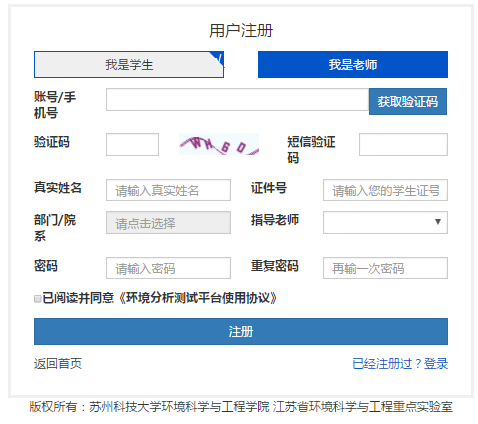 用户注册
我是学生 我是老师
账号/手
机号
获取验证码
验证码 WH6O 短信验证
码
真实姓名 请输入真实姓名 证件号 请输入您的学生证号
部门/院
系
请点击选择 指导老师
密码 请输入密码 重复密码 再输一次密码
已阅读并同意《环境分析测试平台使用协议》
注册
返回首页 已经注册过？登录
版权所有：苏州科技大学环境科学与工程学院 江苏省环境科学与工程重点实验室